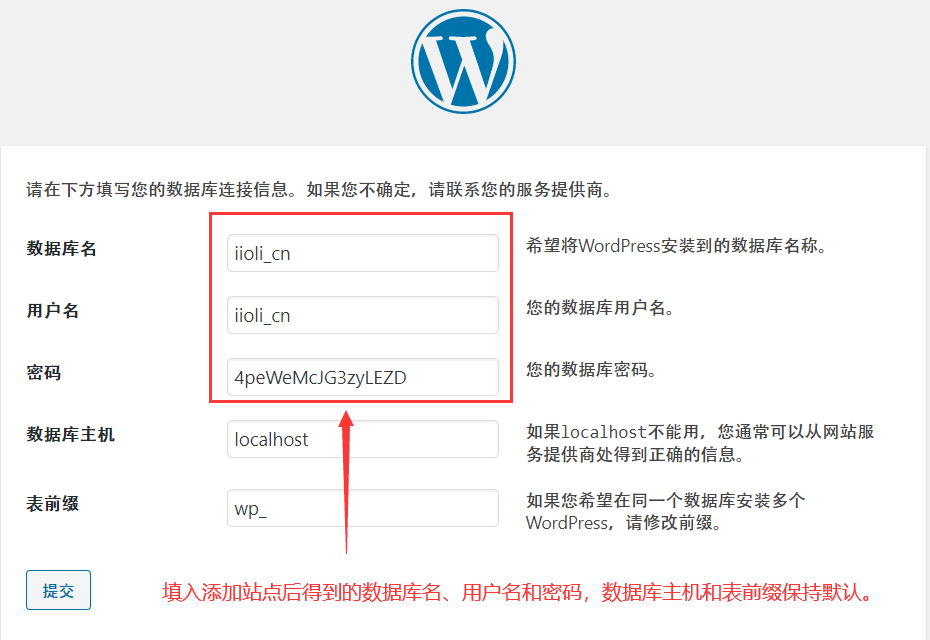 请在下方填写您的数据库连接信息。如果您不确定，请联系您的服务提供商。
数据库名
iioli_cn
希望将WordPress安装到的数据库名称。
用户名
iioli_cn
您的数据库用户名。
密码
4peWeMcJG3zyLEZD
您的数据库密码。
数据库主机
localhost
如果localhost不能用，您通常可以从网站服
务提供商处得到正确的信息。
表前缀
wp_
如果您希望在同一个数据库安装多个
WordPress，请修改前缀。
提交
填入添加站点后得到的数据库名、用户名和密码，数据库主机和表前缀保持默认。